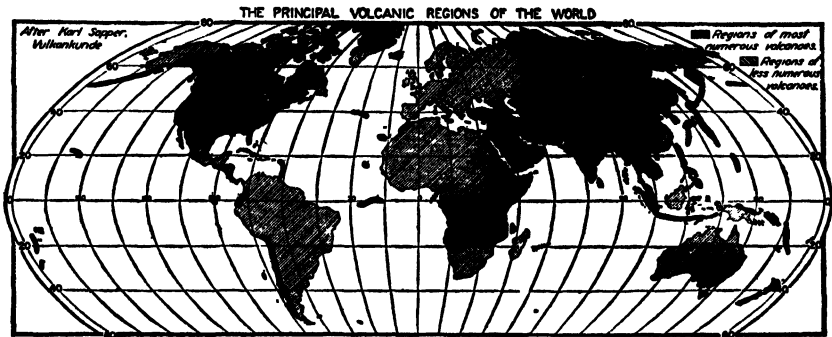 THE PRINCIPAL VOLCANIC REGIONS OF THE WORLD
After Karl Sapper,
Vulkankunde
Regions of most
numerous volcanoes.
Regions of
less numerous
volcanoes.